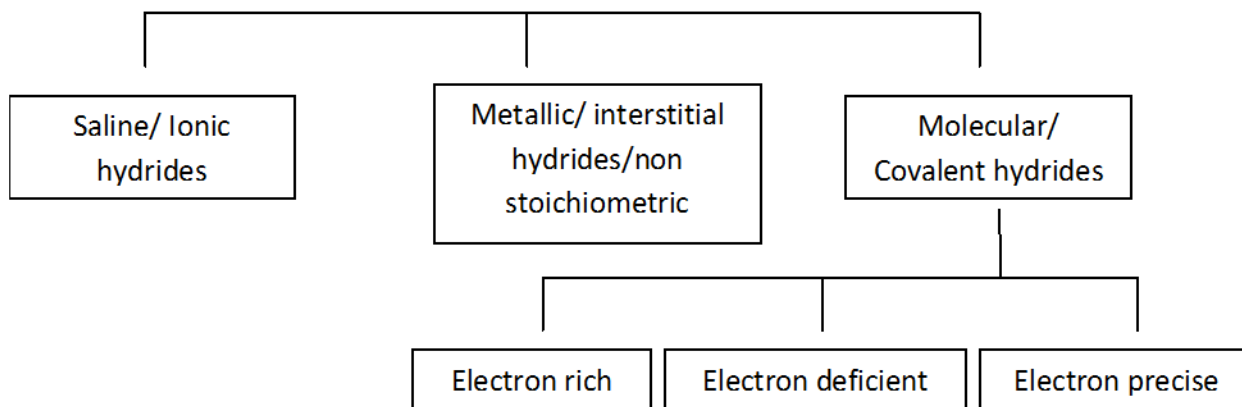 Saline/ Ionic
hydrides
Metallic/ interstitial
hydrides/non
stoichiometric
Molecular/
Covalent hydrides
Electron rich
Electron deficient
Electron precise